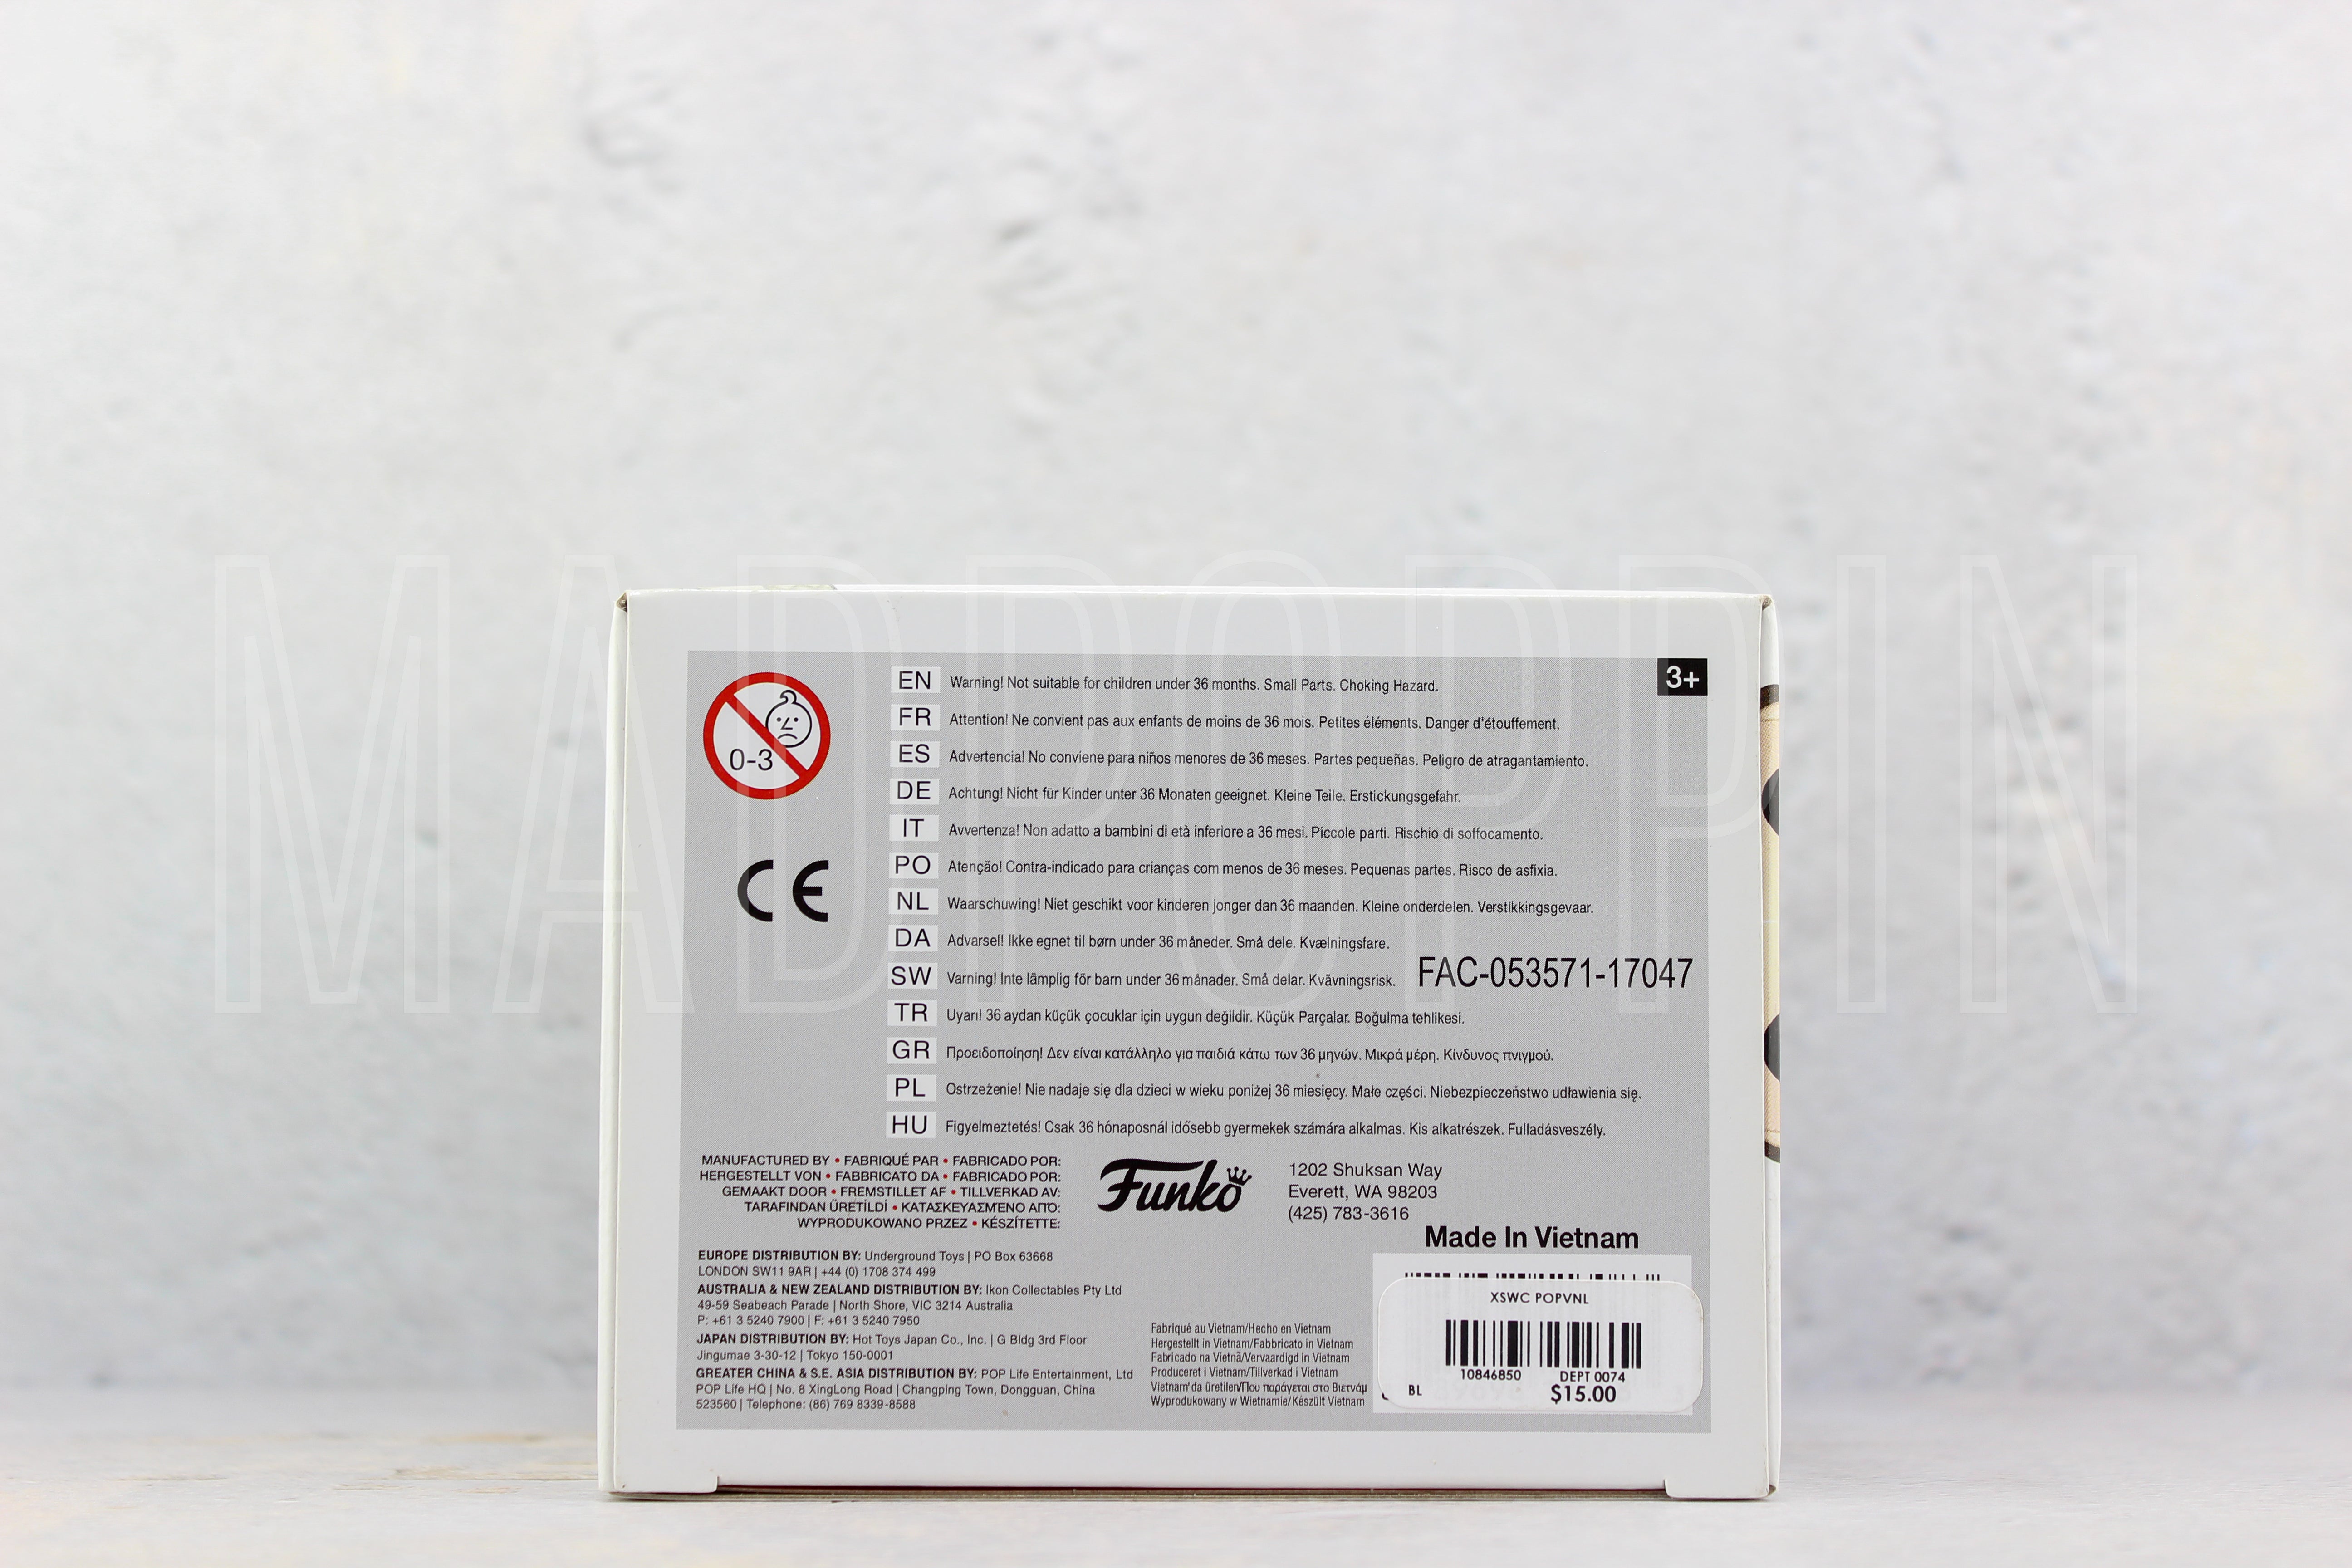 MADPOPPIN
3+
0-3
CE
EN Warning! Not suitable for children under 36 months. Small Parts. Choking Hazard.
FR Attention! Ne convient pas aux enfants de moins de 36 mois. Petites éléments. Danger d'étouffement.
ES Advertencia! No conviene para niños menores de 36 meses. Partes pequeñas. Peligro de atragantamiento.
DE Achtung! Nicht für Kinder unter 36 Monaten geeignet. Kleine Teile. Erstickungsgefahr.
IT Avvertenza! Non adatto a bambini di età inferiore a 36 mesi. Piccole parti. Rischio di soffocamento.
PO Atenção! Contra-indicado para crianças com menos de 36 meses. Pequenas partes. Risco de asfixia.
NL Waarschuwing! Niet geschikt voor kinderen jonger dan 36 maanden. Kleine onderdelen. Verstikkingsgevaar.
DA Advarsel! Ikke egnet til børn under 36 måneder. Små dele. Kvælningsfare.
SW Varning! Inte lämplig för barn under 36 månader. Små delar. Kvävningsrisk.
FAC-053571-17047
TR Uyarı! 36 aydan küçük çocuklar için uygun değildir. Küçük Parçalar. Boğulma tehlikesi.
GR Προειδοποίηση! Δεν είναι κατάλληλο για παιδιά κάτω των 36 μηνών. Μικρά μέρη. Κίνδυνος πνιγμού.
PL Ostrzeżenie! Nie nadaje się dla dzieci w wieku poniżej 36 miesięcy. Małe części. Niebezpieczeństwo udławienia się.
HU Figyelmeztetés! Csak 36 hónaposnál idősebb gyermekek számára alkalmas. Kis alkatrészek. Fulladásveszély.
MANUFACTURED BY • FABRIQUÉ PAR • FABRICADO POR:
HERGESTELLT VON • FABBRICATO DA • FABRICADO POR:
GEMAAKT DOOR • FREMSTILLET AF • TILLVERKAD AV:
TARAFINDAN ÜRETİLDİ • ΚΑΤΑΣΚΕΥΑΣΜΕΝΟ ΑΠΌ:
WYPRODUKOWANO PRZEZ • KÉSZÍTETTE:
Funko
1202 Shuksan Way
Everett, WA 98203
(425) 783-3616
Made In Vietnam
EUROPE DISTRIBUTION BY: Underground Toys | PO Box 63668
LONDON SW11 9AR | +44 (0) 1708 374 499
AUSTRALIA & NEW ZEALAND DISTRIBUTION BY: Ikon Collectables Pty Ltd
49-59 Seabeach Parade | North Shore, VIC 3214 Australia
P: +61 3 5240 7900 | F: +61 3 5240 7950
JAPAN DISTRIBUTION BY: Hot Toys Japan Co., Inc. | G Bldg 3rd Floor
Jingumae 3-30-12 | Tokyo 150-0001
GREATER CHINA & S.E. ASIA DISTRIBUTION BY: POP Life Entertainment, Ltd
POP Life HQ | No. 8 XingLong Road | Changping Town, Dongguan, China
523560 | Telephone: (86) 769 8339-8588
Fabriqué au Vietnam/Hecho en Vietnam
Hergestellt in Vietnam/Fabbricato in Vietnam
Fabricado na Vietnã/Vervaardigd in Vietnam
Produceret i Vietnam/Tillverkad i Vietnam
Vietnam'da üretilen/Που παράγεται στο Βιετνάμ
Wyprodukowany w Wietnamie/Készült Vietnam
XSWC POPVNL
10846850 DEPT 0074
BL $15.00